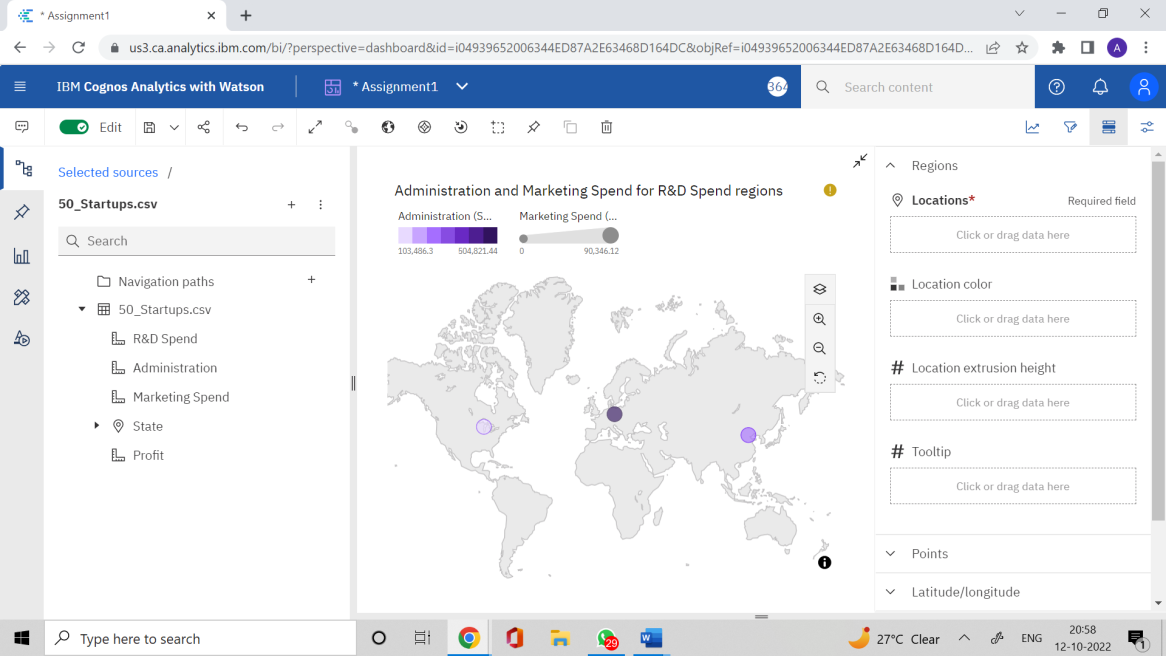 * Assignment1
us3.ca.analytics.ibm.com/bi/?perspective=dashboard&id=i04939652006344ED87A2E63468D164DC&objRef=i04939652006344ED87A2E63468D164D...
A
IBM Cognos Analytics with Watson
* Assignment1
364
Search content
Edit
Selected sources /
50_Startups.csv
Search
Navigation paths
50_Startups.csv
R&D Spend
Administration
Marketing Spend
State
Profit
Administration and Marketing Spend for R&D Spend regions
Administration (S...
Marketing Spend (...
103,486.3
504,821.44
0
90,346.12
Regions
Locations*
Required field
Click or drag data here
Location color
Click or drag data here
# Location extrusion height
Click or drag data here
# Tooltip
Click or drag data here
Points
Latitude/longitude
Type here to search
29
27°C Clear
ENG
20:58
12-10-2022
1